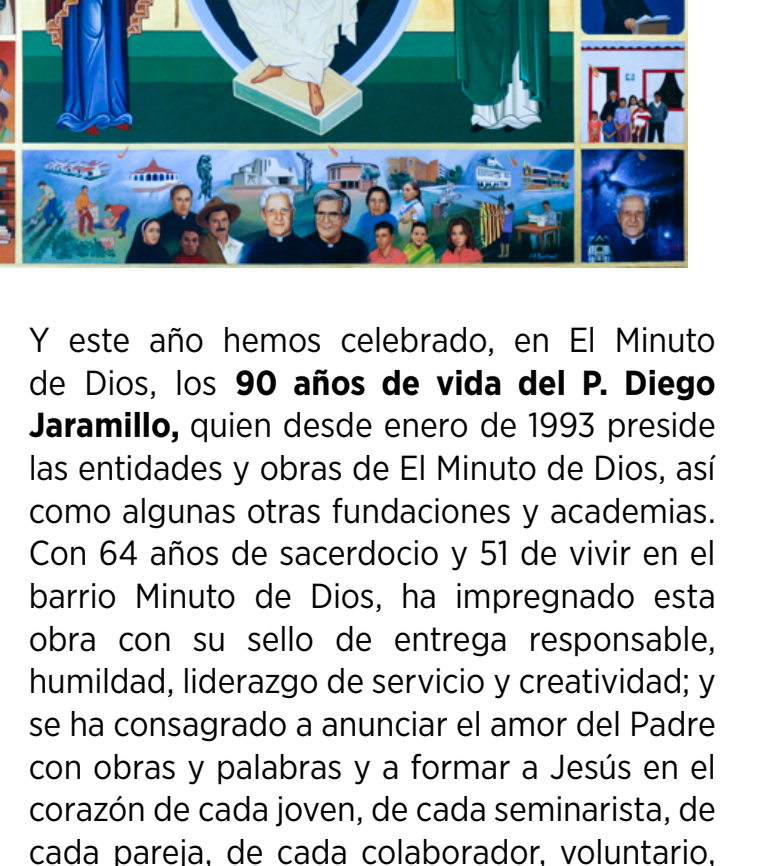 Y este año hemos celebrado, en El Minuto
de Dios, los 90 años de vida del P. Diego
Jaramillo, quien desde enero de 1993 preside
las entidades y obras de El Minuto de Dios, así
como algunas otras fundaciones y academias.
Con 64 años de sacerdocio y 51 de vivir en el
barrio Minuto de Dios, ha impregnado esta
obra con su sello de entrega responsable,
humildad, liderazgo de servicio y creatividad; y
se ha consagrado a anunciar el amor del Padre
con obras y palabras y a formar a Jesús en el
corazón de cada joven, de cada seminarista, de
cada pareja, de cada colaborador, voluntario,